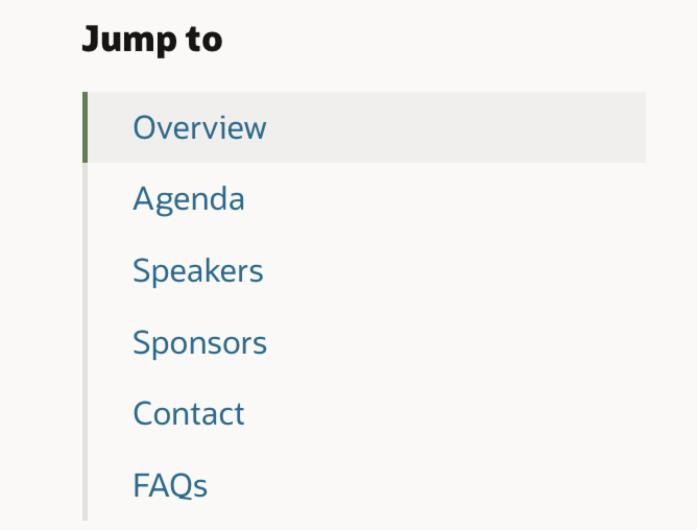 Jump to
Overview
Agenda
Speakers
Sponsors
Contact
FAQs